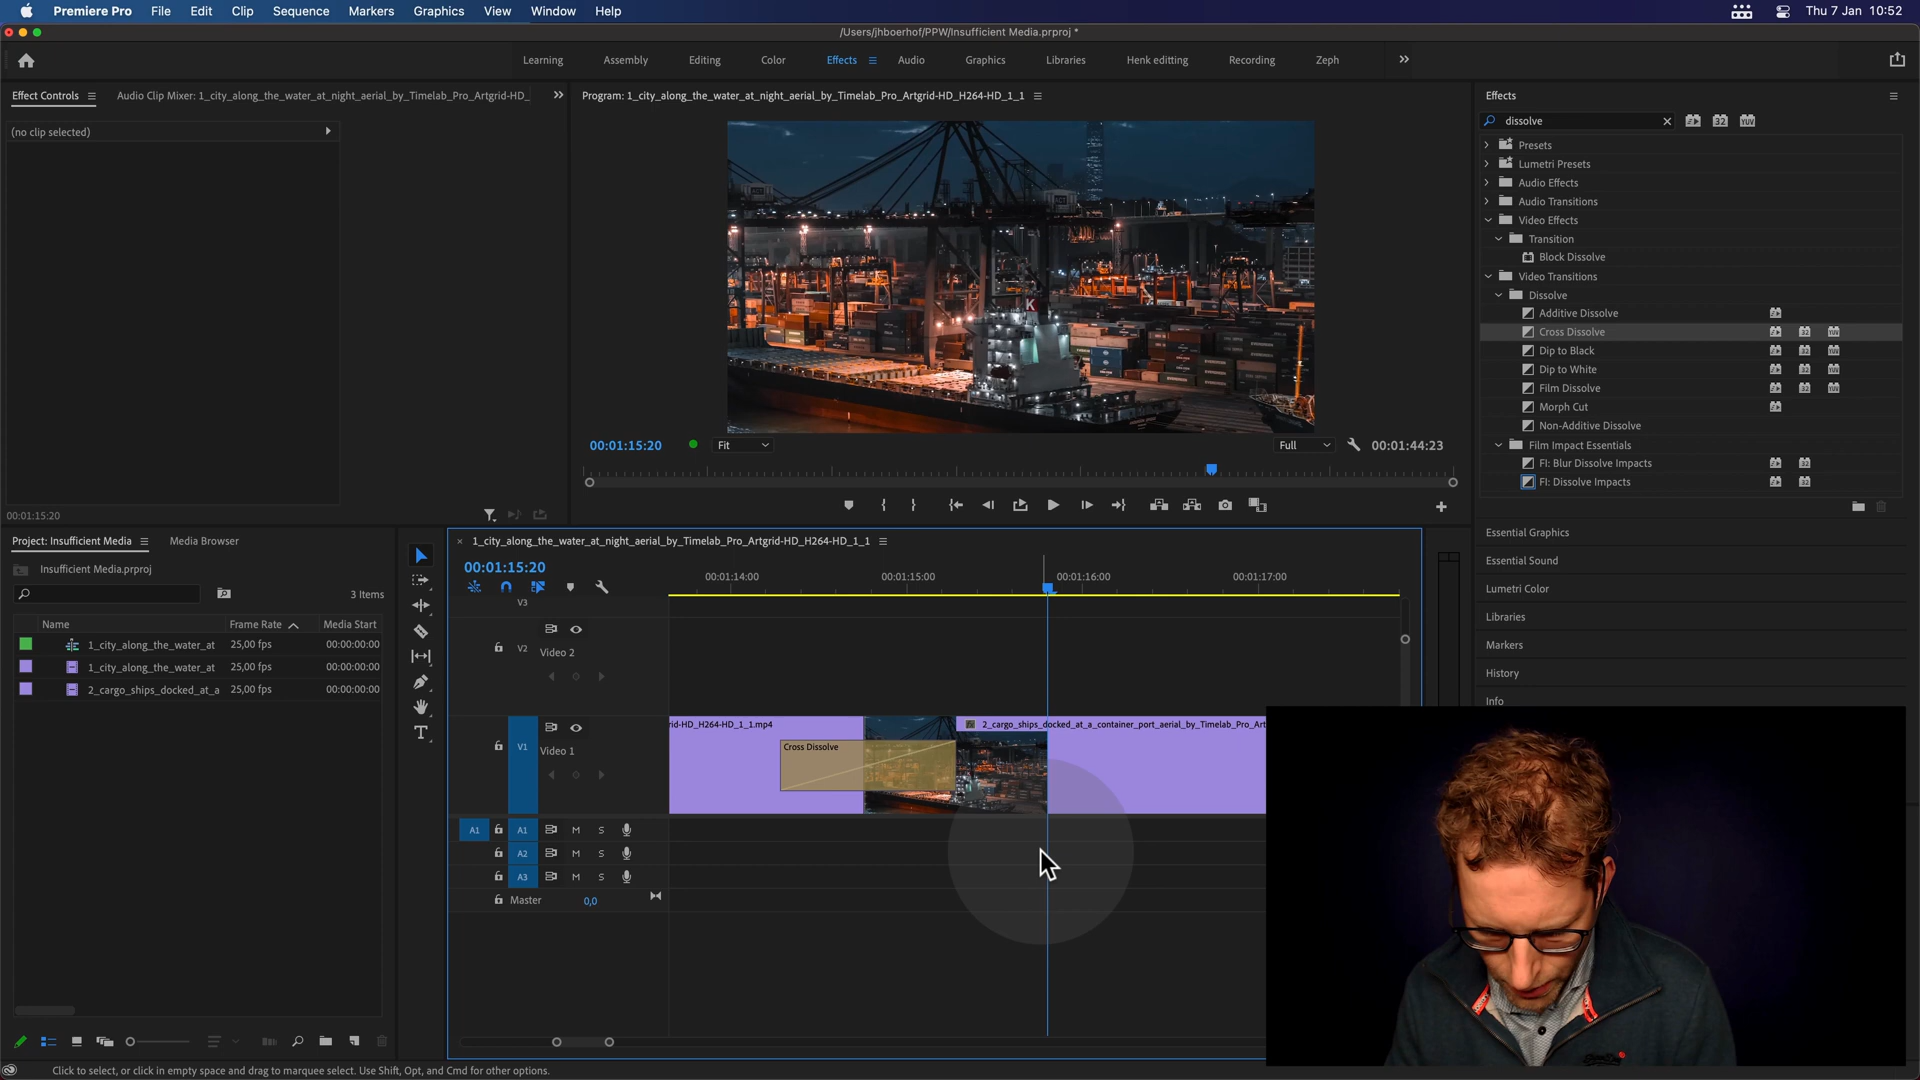 Premiere Pro File Edit Clip Sequence Markers Graphics View Window Help Thu 7 Jan 10:52
/Users/jhboerhof/PPW/Insufficient Media.prproj *
Learning Assembly Editing Color Effects Audio Graphics Libraries Henk editting Recording Zeph
Effect Controls Audio Clip Mixer: 1_city_along_the_water_at_night_aerial_by_Timelab_Pro_Artgrid-HD_
(no clip selected)
00:01:15:20
Program: 1_city_along_the_water_at_night_aerial_by_Timelab_Pro_Artgrid-HD_H264-HD_1_1
K
00:01:15:20 Fit Full 00:01:44:23
Effects
dissolve
Presets
Lumetri Presets
Audio Effects
Audio Transitions
Video Effects
Transition
Block Dissolve
Video Transitions
Dissolve
Additive Dissolve
Cross Dissolve
Dip to Black
Dip to White
Film Dissolve
Morph Cut
Non-Additive Dissolve
Film Impact Essentials
FI: Blur Dissolve Impacts
FI: Dissolve Impacts
Essential Graphics
Essential Sound
Lumetri Color
Libraries
Markers
History
Info
Project: Insufficient Media Media Browser
Insufficient Media.prproj
3 Items
Name Frame Rate Media Start
1_city_along_the_water_at 25,00 fps 00:00:00:00
1_city_along_the_water_at 25,00 fps 00:00:00:00
2_cargo_ships_docked_at_a 25,00 fps 00:00:00:00
1_city_along_the_water_at_night_aerial_by_Timelab_Pro_Artgrid-HD_H264-HD_1_1
00:01:15:20
00:01:14:00 00:01:15:00 00:01:16:00 00:01:17:00
V3
V2 Video 2
V1 Video 1
rid-HD_H264-HD_1_1.mp4
Cross Dissolve
2_cargo_ships_docked_at_a_container_port_aerial_by_Timelab_Pro_Art
A1 A1 M S
A2 M S
A3 M S
Master 0,0
Click to select, or click in empty space and drag to marquee select. Use Shift, Opt, and Cmd for other options.